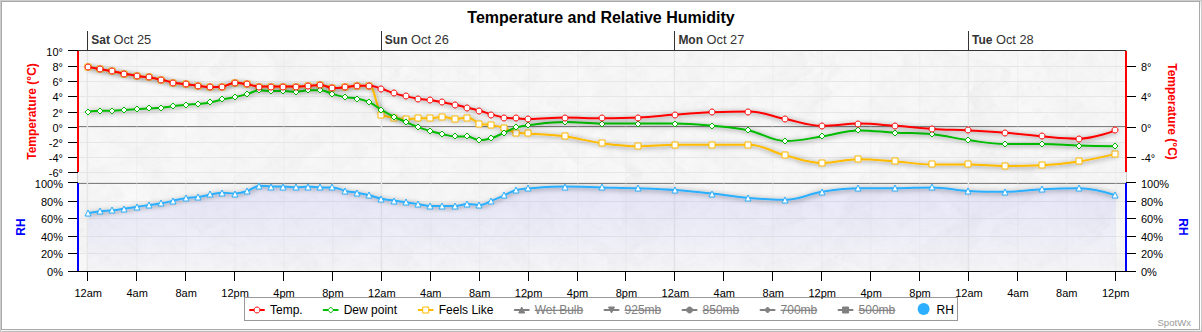 Temperature and Relative Humidity
Sat Oct 25 Sun Oct 26 Mon Oct 27 Tue Oct 28
10°
8° 8°
6°
4° 4°
2°
0° 0°
-2°
-4° -4°
-6°
Temperature (°C) Temperature (°C)
100% 100%
80% 80%
60% 60%
40% 40%
20% 20%
0% 0%
RH RH
12am 4am 8am 12pm 4pm 8pm 12am 4am 8am 12pm 4pm 8pm 12am 4am 8am 12pm 4pm 8pm 12am 4am 8am 12pm
Temp. Dew point Feels Like Wet Bulb 925mb 850mb 700mb 500mb RH
SpotWx